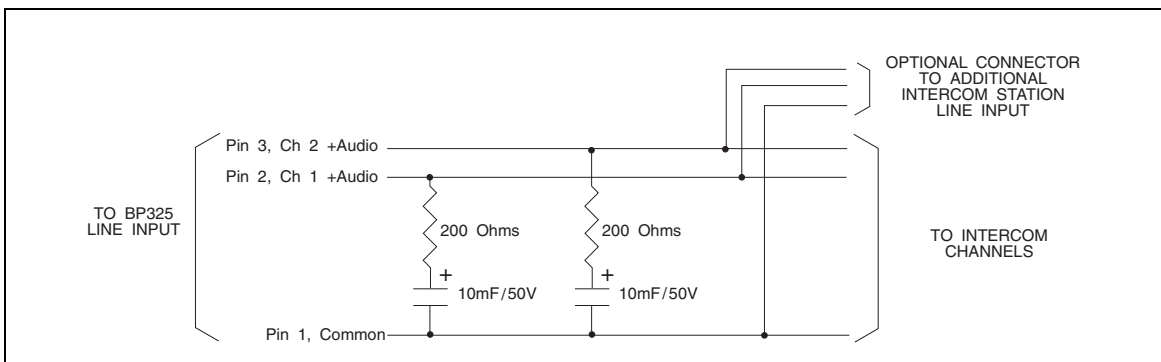 OPTIONAL CONNECTOR
TO ADDITIONAL
INTERCOM STATION
LINE INPUT
Pin 3, Ch 2 +Audio
Pin 2, Ch 1 +Audio
TO BP325
LINE INPUT
200 Ohms
200 Ohms
TO INTERCOM
CHANNELS
+
+
10mF/50V
10mF/50V
Pin 1, Common